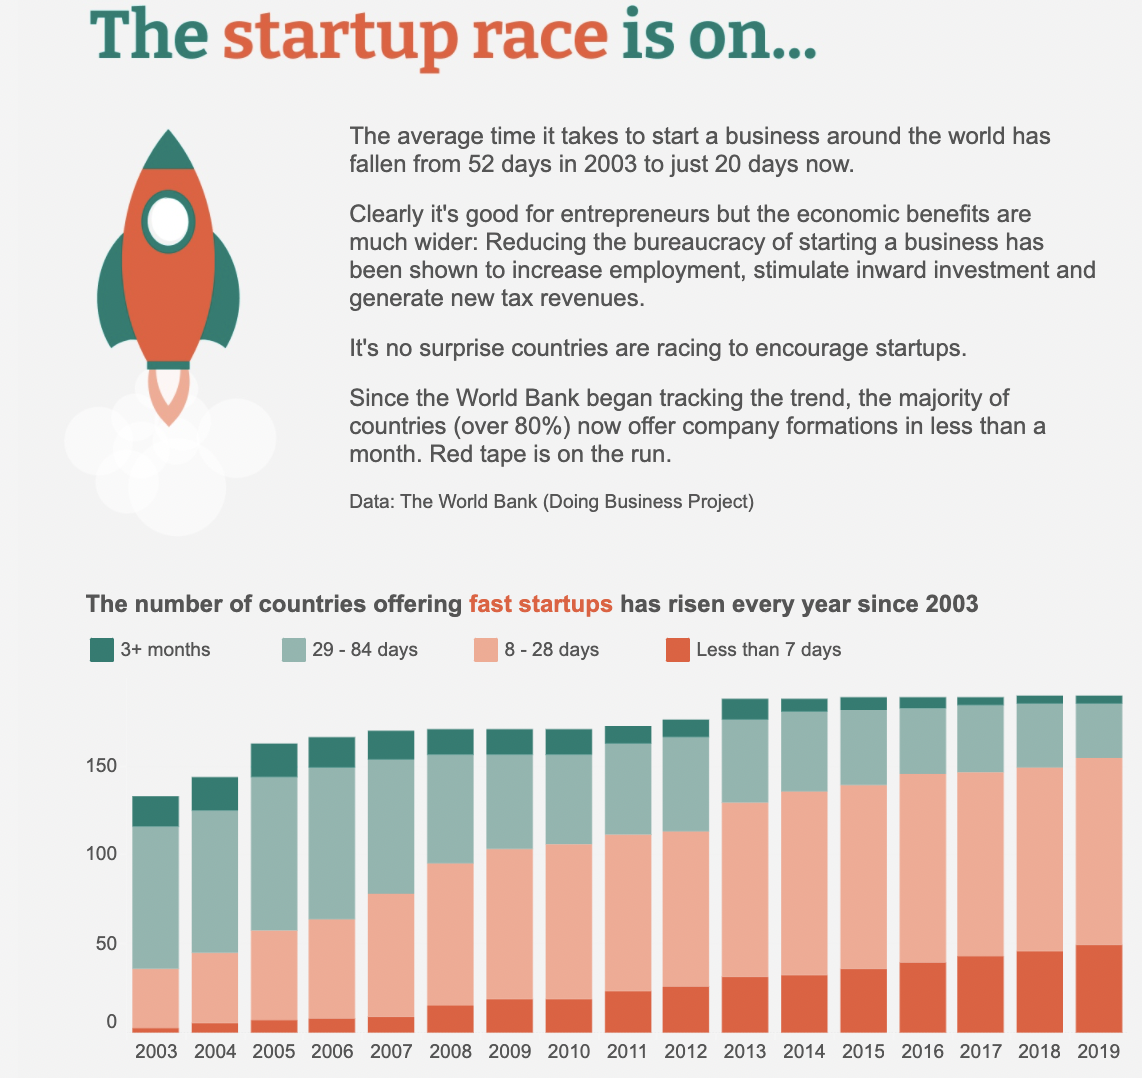 The startup race is on...
The average time it takes to start a business around the world has
fallen from 52 days in 2003 to just 20 days now.
Clearly it's good for entrepreneurs but the economic benefits are
much wider: Reducing the bureaucracy of starting a business has
been shown to increase employment, stimulate inward investment and
generate new tax revenues.
It's no surprise countries are racing to encourage startups.
Since the World Bank began tracking the trend, the majority of
countries (over 80%) now offer company formations in less than a
month. Red tape is on the run.
Data: The World Bank (Doing Business Project)
The number of countries offering fast startups has risen every year since 2003
3+ months 29 - 84 days 8 - 28 days Less than 7 days
150
100
50
0
2003 2004 2005 2006 2007 2008 2009 2010 2011 2012 2013 2014 2015 2016 2017 2018 2019